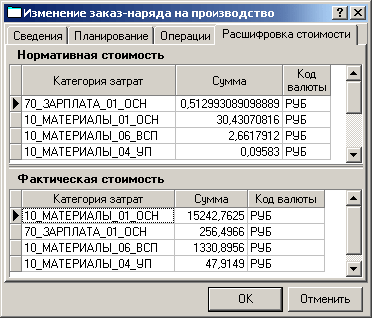 Изменение заказ-наряда на производство
Сведения Планирование Операции Расшифровка стоимости
Нормативная стоимость
Категория затрат Сумма Код валюты
70_ЗАРПЛАТА_01_ОСН 0,512993089098889 РУБ
10_МАТЕРИАЛЫ_01_ОСН 30,43070816 РУБ
10_МАТЕРИАЛЫ_06_ВСП 2,6617912 РУБ
10_МАТЕРИАЛЫ_04_УП 0,09583 РУБ
Фактическая стоимость
Категория затрат Сумма Код валюты
10_МАТЕРИАЛЫ_01_ОСН 15242,7625 РУБ
70_ЗАРПЛАТА_01_ОСН 256,4966 РУБ
10_МАТЕРИАЛЫ_06_ВСП 1330,8956 РУБ
10_МАТЕРИАЛЫ_04_УП 47,9149 РУБ
OK Отменить